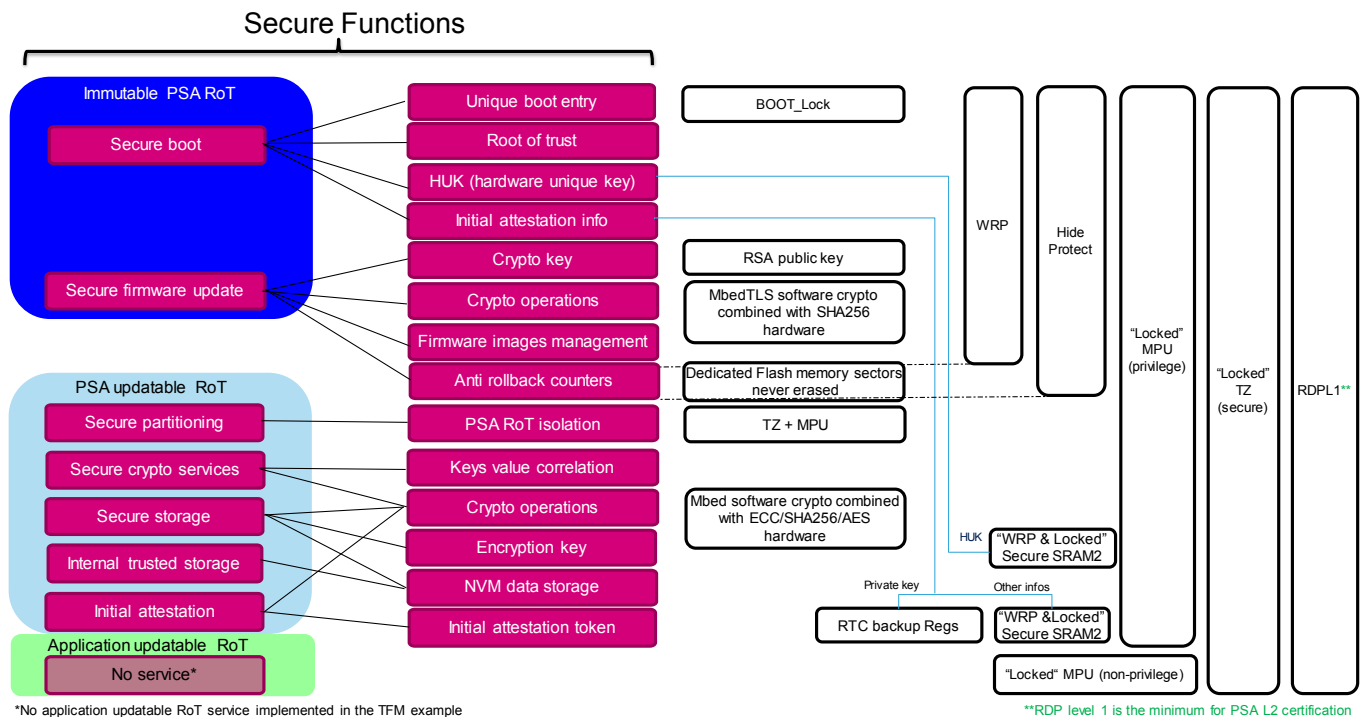 Secure Functions
Immutable PSA RoT
Secure boot
Secure firmware update
PSA updatable RoT
Secure partitioning
Secure crypto services
Secure storage
Internal trusted storage
Initial attestation
Application updatable RoT
No service*
Unique boot entry
Root of trust
HUK (hardware unique key)
Initial attestation info
Crypto key
Crypto operations
Firmware images management
Anti rollback counters
PSA RoT isolation
Keys value correlation
Crypto operations
Encryption key
NVM data storage
Initial attestation token
BOOT_Lock
RSA public key
MbedTLS software crypto
combined with SHA256
hardware
Dedicated Flash memory sectors
never erased
TZ + MPU
Mbed software crypto combined
with ECC/SHA256/AES
hardware
HUK
"WRP & Locked"
Secure SRAM2
Private key
Other infos
RTC backup Regs
"WRP &Locked"
Secure SRAM2
"Locked" MPU (non-privilege)
WRP
Hide
Protect
"Locked"
MPU
(privilege)
"Locked"
TZ
(secure)
RDPL1**
*No application updatable RoT service implemented in the TFM example
**RDP level 1 is the minimum for PSA L2 certification